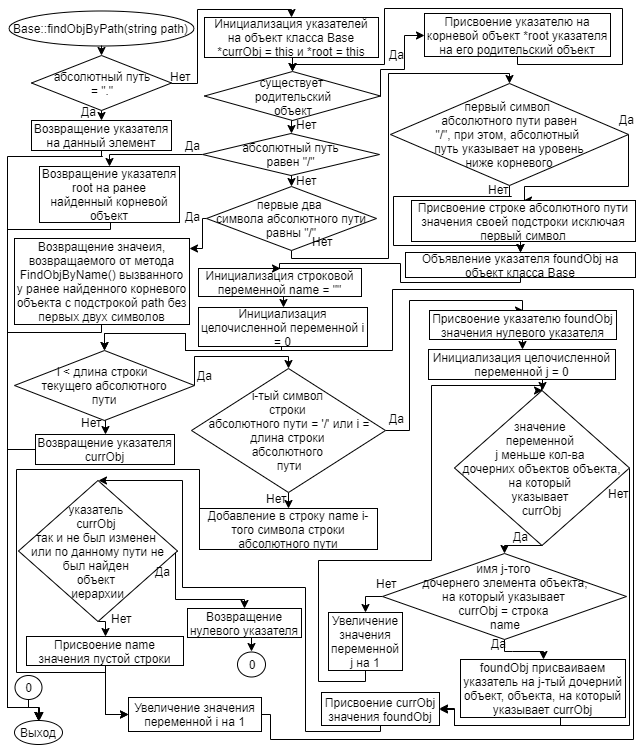 Base::findObjByPath(string path)
Инициализация указателей
на объект класса Base
*currObj = this и *root = this
Присвоение указателю на
корневой объект *root указателя
на его родительский объект
абсолютный путь
= "."
Нет
Да
существует
родительский
объект
Да
Нет
Возвращение указателя
на данный элемент
Да
абсолютный путь
равен "/"
Нет
первый символ
абсолютного пути равен
"/", при этом, абсолютный
путь указывает на уровень
ниже корневого
Да
Нет
Возвращение указателя
root на ранее
найденный корневой
объект
Да
первые два
символа абсолютного пути
равны "/"
Нет
Присвоение строке абсолютного пути
значения своей подстроки исключая
первый символ
Возвращение значеия,
возвращаемого от метода
FindObjByName() вызванного
у ранее найденного корневого
объекта с подстрокой path без
первых двух символов
Объявление указателя foundObj на
объект класса Base
Инициализация строковой
переменной name = ""
Инициализация
целочисленной переменной i
= 0
Присвоение указателю foundObj
значения нулевого указателя
Инициализация целочисленной
переменной j = 0
i < длина строки
текущего абсолютного
пути
Да
Нет
i-тый символ
строки
абсолютного пути = '/' или i =
длина строки
абсолютного
пути
Да
Нет
значение
переменной
j меньше кол-ва
дочерних объектов объекта,
на который
указывает
currObj
Нет
Да
Возвращение указателя
currObj
Добавление в строку name i-
того символа строки
абсолютного пути
указатель
currObj
так и не был изменен
или по данному пути не
был найден
объект
иерархии
Да
Нет
имя j-того
дочернего элемента объекта,
на который указывает
currObj = строка
name
Нет
Да
Возвращение
нулевого указателя
Увеличение
значения
переменной
j на 1
Присвоение name
значения пустой строки
0
foundObj присваиваем
указатель на j-тый дочерний
объект, объекта, на который
указывает currObj
0
Увеличение значения
переменной i на 1
Присвоение currObj
значения foundObj
Выход